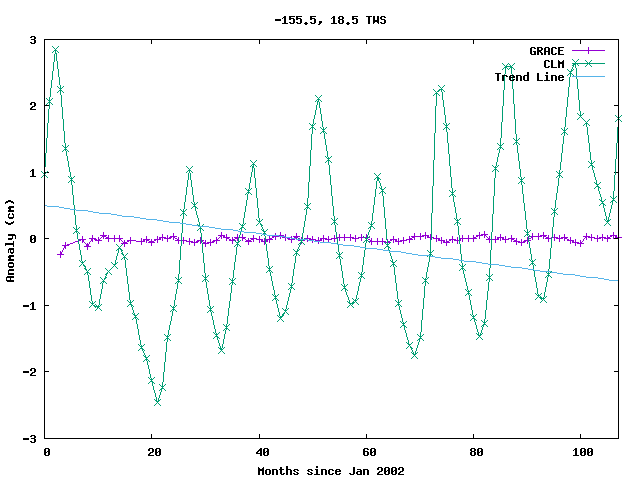 -155.5, 18.5 TWS
GRACE
CLM
Trend Line
3
2
1
0
-1
-2
-3
Anomaly (cm)
0 20 40 60 80 100
Months since Jan 2002